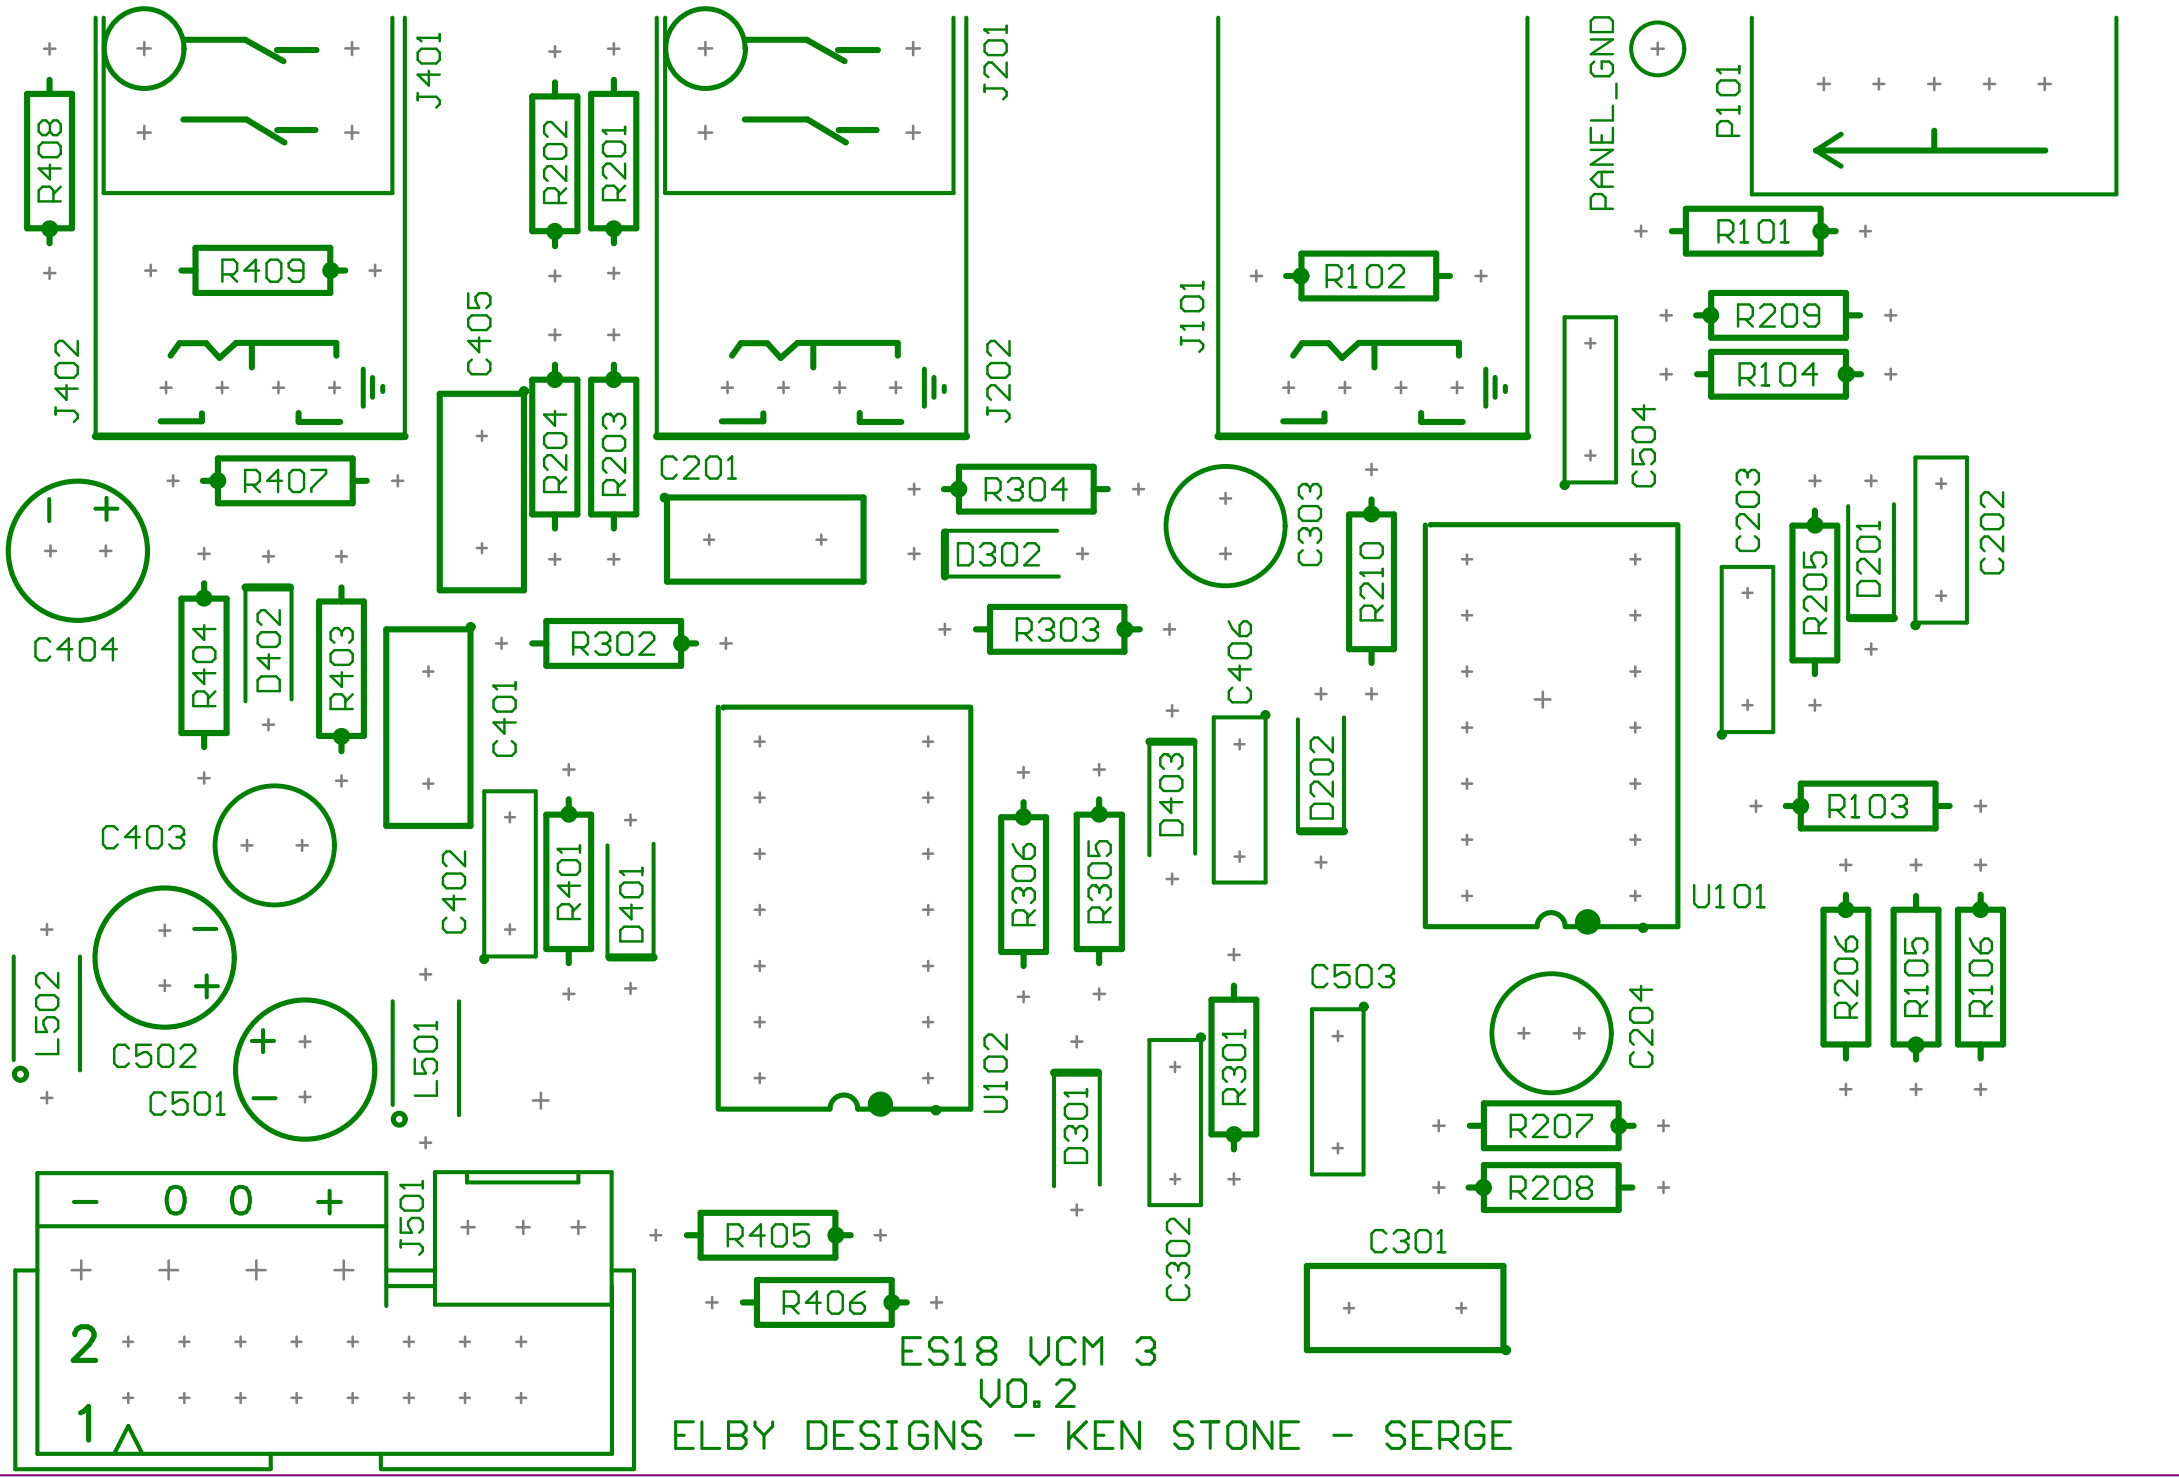 J401
J201
PANEL_GND
P101
R408
R202
R201
R101
R409
R102
R209
R104
C405
J101
J402
J202
R204
R203
C504
C201
R407
R304
C303
C203
R205
D201
C202
D302
R210
C404
R404
D402
R403
R302
R303
C406
C401
D403
D202
C403
R103
C402
R401
D401
R306
R305
U101
L502
C502
C501
L501
U102
R206
R105
R106
C503
C204
D301
R301
R207
R208
- 0 0 +
J501
R405
C302
C301
R406
2
1
ES18 VCM 3
V0.2
ELBY DESIGNS - KEN STONE - SERGE